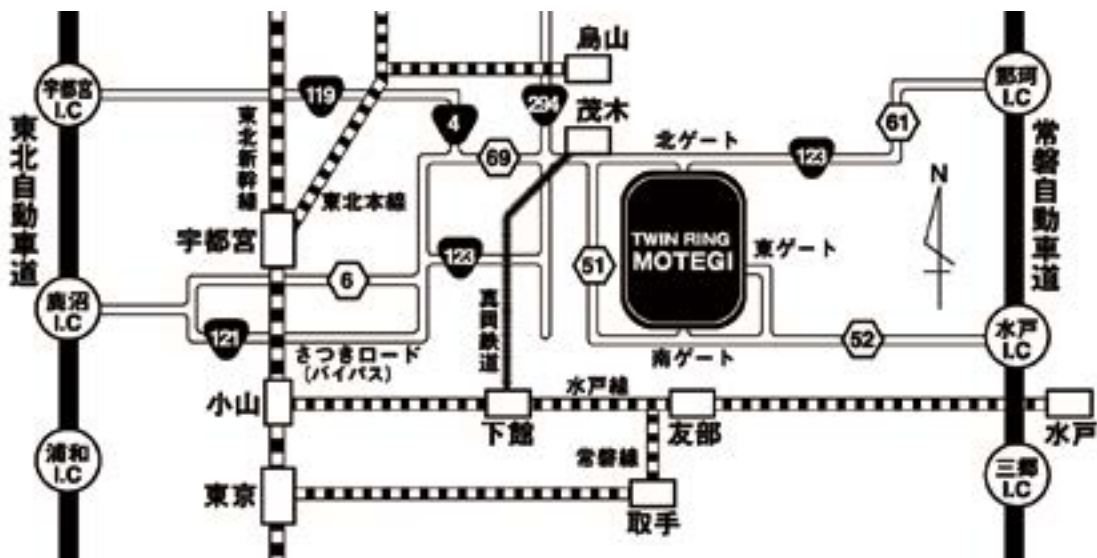 烏山
宇都宮
I.C
119
294
那珂
I.C
茂木
61
4
東北新幹線
69
北ゲート
123
東北自動車道
常磐自動車道
N
東北本線
宇都宮
TWIN RING
MOTEGI
東ゲート
123
51
6
真岡鉄道
鹿沼
I.C
121
さつきロード
(バイパス)
南ゲート
52
水戸
I.C
小山
水戸線
下館
友部
水戸
浦和
I.C
常磐線
三郷
I.C
東京
取手